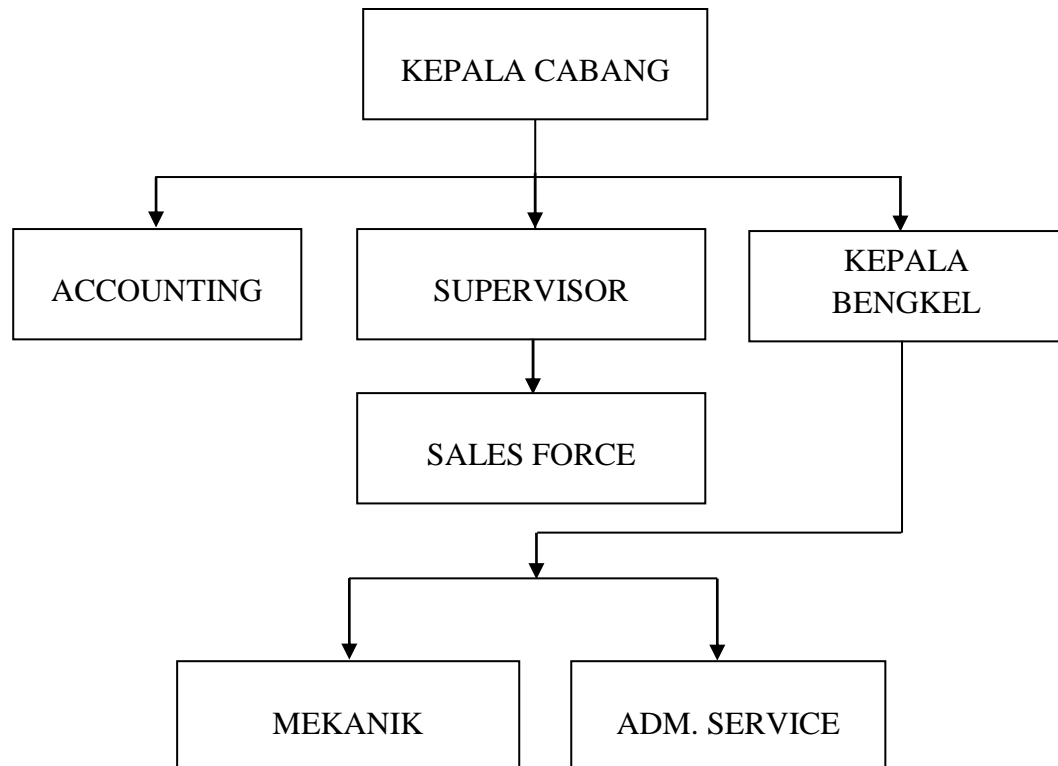 KEPALA CABANG
ACCOUNTING
SUPERVISOR
KEPALA
BENGKEL
SALES FORCE
MEKANIK
ADM. SERVICE